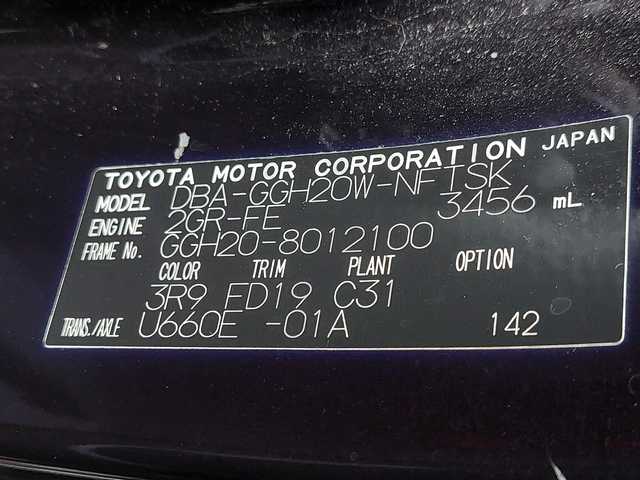 TOYOTA MOTOR CORPORATION JAPAN
MODEL DBA-GGH20W-NFTSK
ENGINE 2GR-FE 3456 mL
FRAME No. GGH20-8012100
COLOR TRIM PLANT OPTION
3R9 FD19 C31
TRANS./AXLE U660E -01A 142